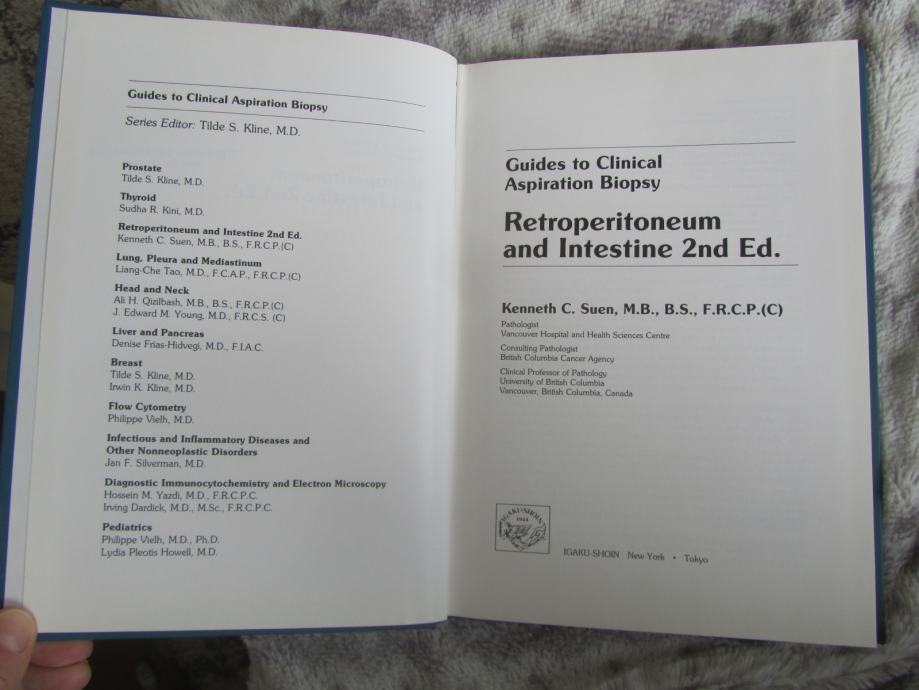 Guides to Clinical Aspiration Biopsy
Series Editor: Tilde S. Kline, M.D.
Prostate
Tilde S. Kline, M.D.
Thyroid
Sudha R. Kini, M.D.
Retroperitoneum and Intestine 2nd Ed.
Kenneth C. Suen, M.B., B.S., F.R.C.P.(C)
Lung, Pleura and Mediastinum
Liang-Che Tao, M.D., F.C.A.P., F.R.C.P.(C)
Head and Neck
Ali H. Qizilbash, M.B., B.S., F.R.C.P.(C)
J. Edward M. Young, M.D., F.R.C.S. (C)
Liver and Pancreas
Denise Frias-Hidvegi, M.D., F.I.A.C.
Breast
Tilde S. Kline, M.D.
Irwin K. Kline, M.D.
Flow Cytometry
Philippe Vielh, M.D.
Infectious and Inflammatory Diseases and
Other Nonneoplastic Disorders
Jan F. Silverman, M.D.
Diagnostic Immunocytochemistry and Electron Microscopy
Hossein M. Yazdi, M.D., F.R.C.P.C.
Irving Dardick, M.D., M.Sc., F.R.C.P.C.
Pediatrics
Philippe Vielh, M.D., Ph.D.
Lydia Pleotis Howell, M.D.
Guides to Clinical
Aspiration Biopsy
Retroperitoneum
and Intestine 2nd Ed.
Kenneth C. Suen, M.B., B.S., F.R.C.P.(C)
Pathologist
Vancouver Hospital and Health Sciences Centre
Consulting Pathologist
British Columbia Cancer Agency
Clinical Professor of Pathology
University of British Columbia
Vancouver, British Columbia, Canada
IGAKU-SHOIN
1944
IGAKU-SHOIN New York • Tokyo